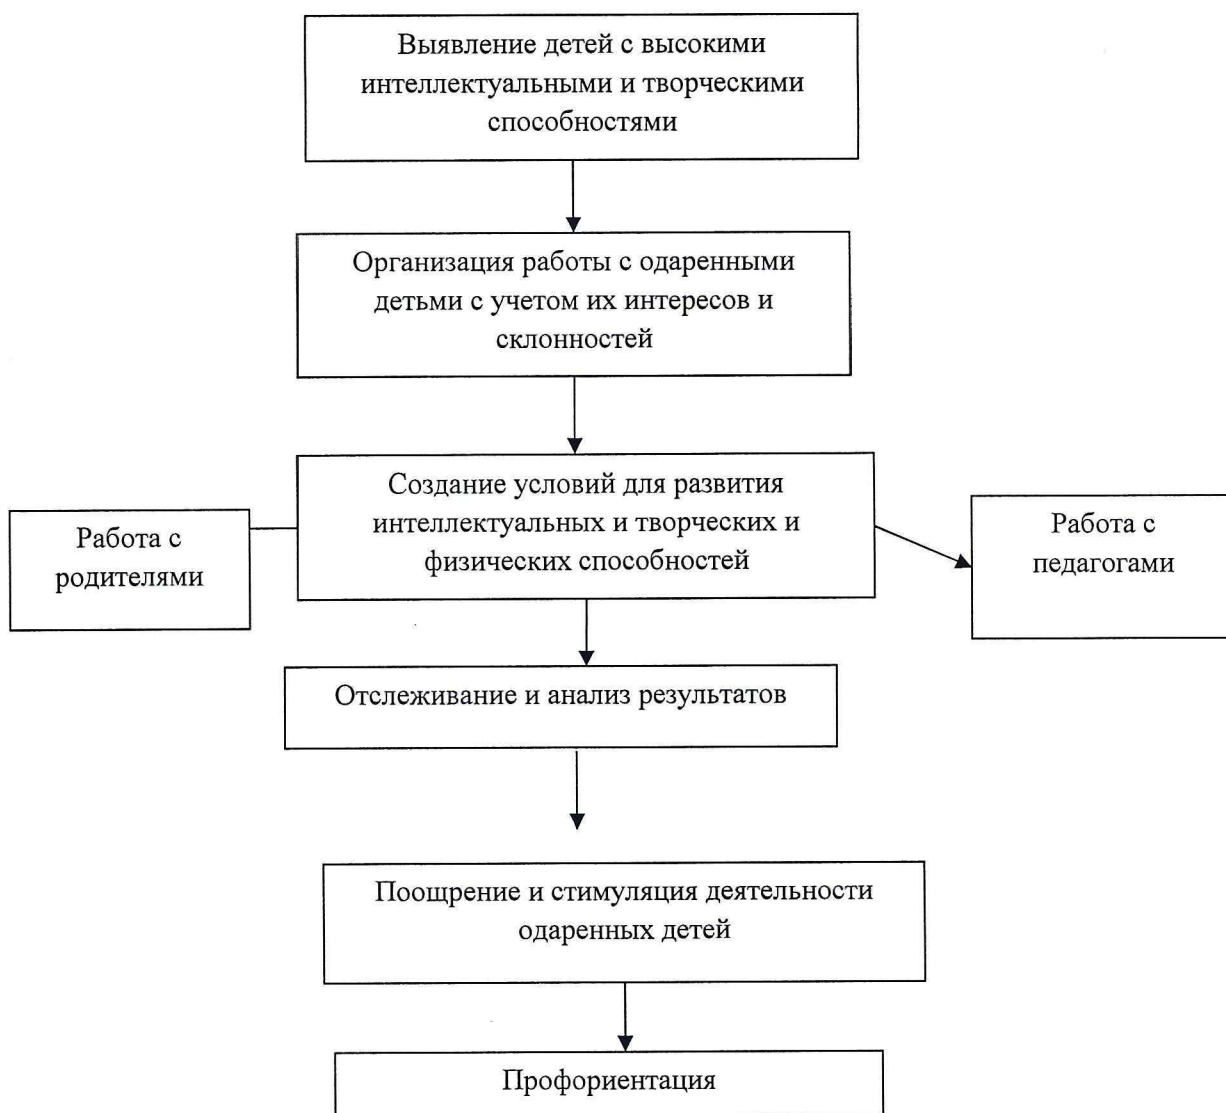 Выявление детей с высокими
интеллектуальными и творческими
способностями
Организация работы с одаренными
детьми с учетом их интересов и
склонностей
Создание условий для развития
интеллектуальных и творческих и
физических способностей
Работа с
родителями
Работа с
педагогами
Отслеживание и анализ результатов
Поощрение и стимуляция деятельности
одаренных детей
Профориентация